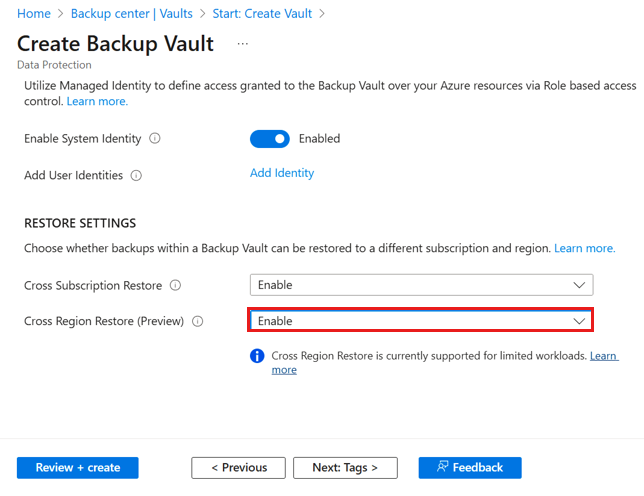 Home > Backup center | Vaults > Start: Create Vault >
Create Backup Vault ...
Data Protection
Utilize Managed Identity to define access granted to the Backup Vault over your Azure resources via Role based access
control. Learn more.
Enable System Identity
Enabled
Add User Identities
Add Identity
RESTORE SETTINGS
Choose whether backups within a Backup Vault can be restored to a different subscription and region. Learn more.
Cross Subscription Restore
Enable
Cross Region Restore (Preview)
Enable
Cross Region Restore is currently supported for limited workloads. Learn
more
Review + create
< Previous
Next: Tags >
Feedback